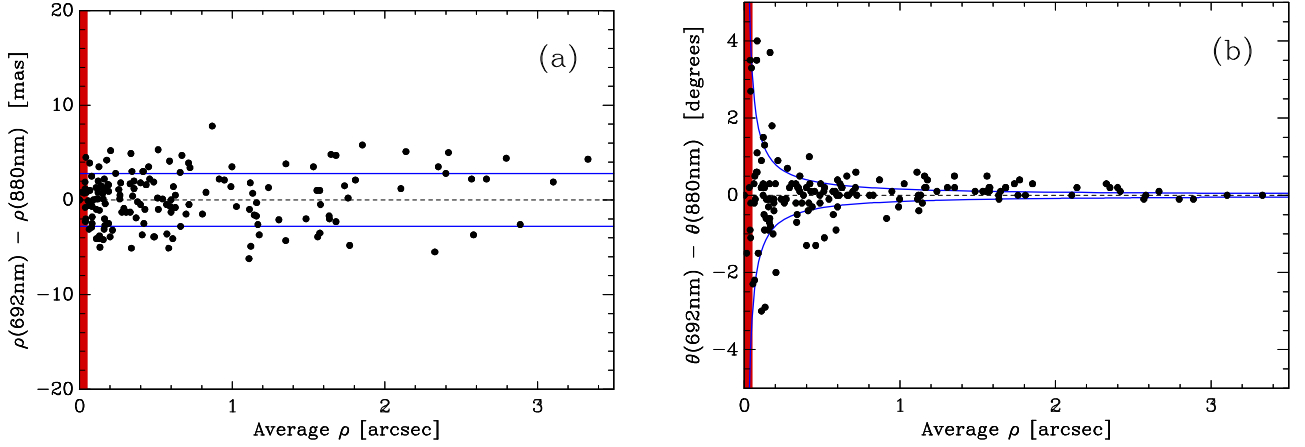 20
10
0
−10
−20
ρ(692nm) − ρ(880nm) [mas]
(a)
0 1 2 3
Average ρ [arcsec]
4
2
0
−2
−4
θ(692nm) − θ(880nm) [degrees]
(b)
0 1 2 3
Average ρ [arcsec]